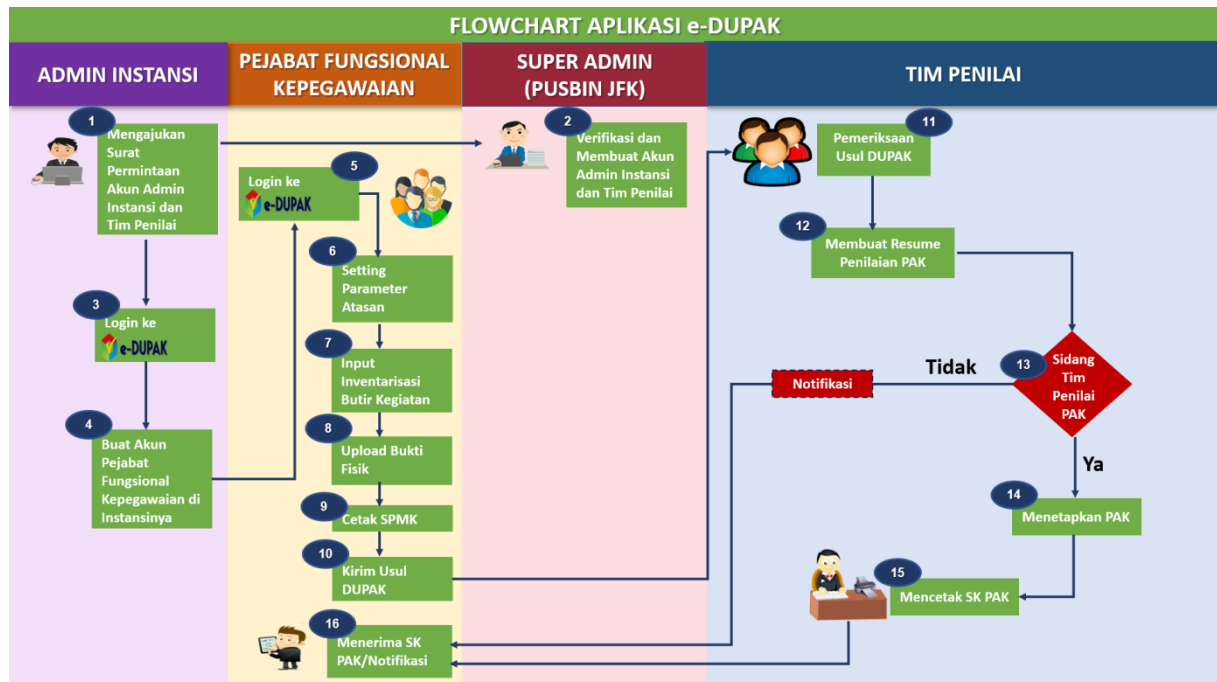 FLOWCHART APLIKASI e-DUPAK
ADMIN INSTANSI
PEJABAT FUNGSIONAL
KEPEGAWAIAN
SUPER ADMIN
(PUSBIN JFK)
TIM PENILAI
1
Mengajukan
Surat
Permintaan
Akun Admin
Instansi dan
Tim Penilai
2
Verifikasi dan
Membuat Akun
Admin Instansi
dan Tim Penilai
3
Login ke
e-DUPAK
4
Buat Akun
Pejabat
Fungsional
Kepegawaian di
Instansinya
5
Login ke
e-DUPAK
6
Setting
Parameter
Atasan
7
Input
Inventarisasi
Butir Kegiatan
8
Upload Bukti
Fisik
9
Cetak SPMK
10
Kirim Usul
DUPAK
11
Pemeriksaan
Usul DUPAK
12
Membuat Resume
Penilaian PAK
13
Sidang
Tim
Penilai
PAK
Tidak
Notifikasi
Ya
14
Menetapkan PAK
15
Mencetak SK PAK
16
Menerima SK
PAK/Notifikasi